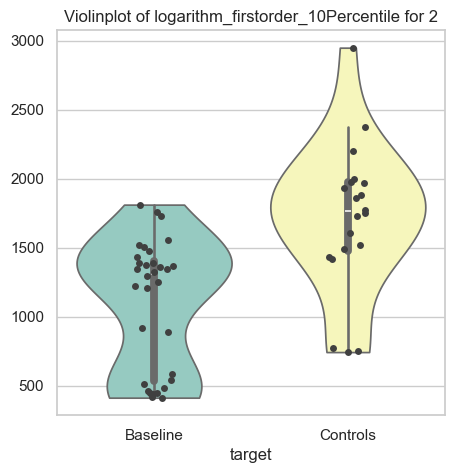 Violinplot of logarithm_firstorder_10Percentile for 2
3000
2500
2000
1500
1000
500
Baseline
Controls
target